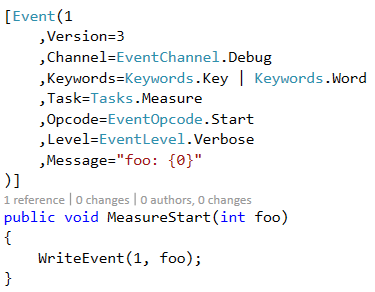 [Event(1
,Version=3
,Channel=EventChannel.Debug
,Keywords=Keywords.Key | Keywords.Word
,Task=Tasks.Measure
,Opcode=EventOpcode.Start
,Level=EventLevel.Verbose
,Message="foo: {0}"
)]
1 reference | 0 changes | 0 authors, 0 changes
public void MeasureStart(int foo)
{
WriteEvent(1, foo);
}